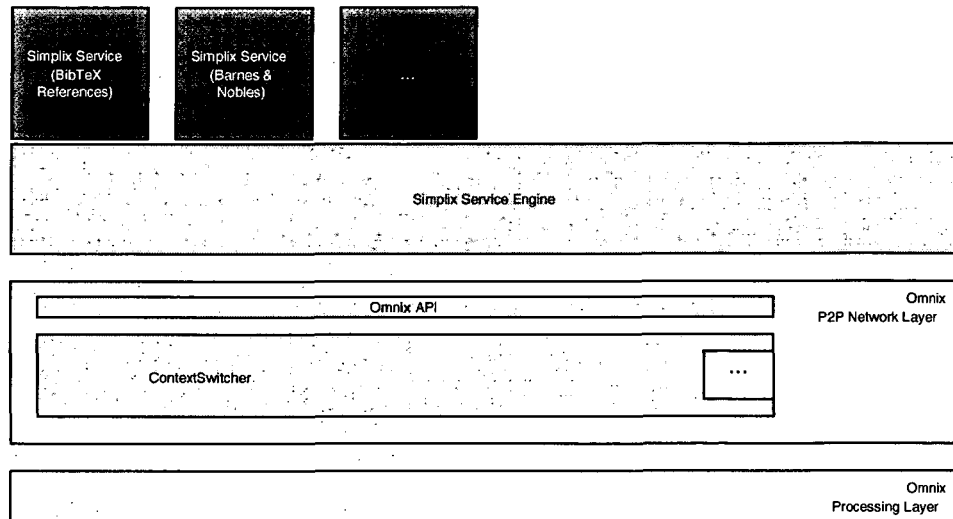 Simplix Service
(BibTeX
References)
Simplix Service
(Barnes &
Nobles)
...
Simplix Service Engine
Omnix API
Omnix
P2P Network Layer
ContextSwitcher
...
Omnix
Processing Layer